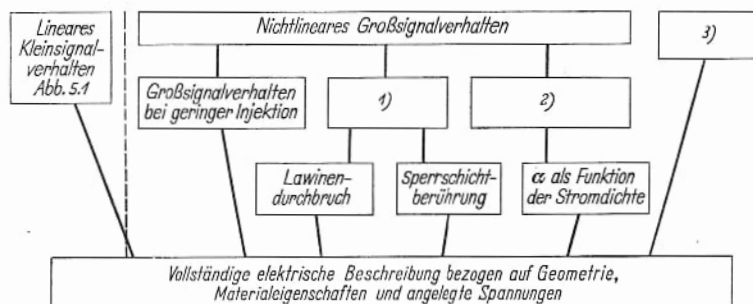 Lineares
Kleinsignal-
verhalten
Abb. 5.1
Nichtlineares Großsignalverhalten
3)
Großsignalverhalten
bei geringer Injektion
1)
2)
Lawinen-
durchbruch
Sperrschicht-
berührung
α als Funktion
der Stromdichte
Vollständige elektrische Beschreibung bezogen auf Geometrie,
Materialeigenschaften und angelegte Spannungen